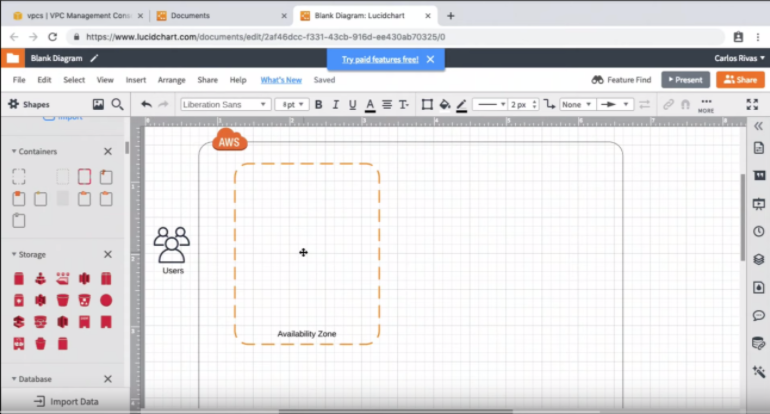 vpcs | VPC Management Cons
Documents
Blank Diagram: Lucidchart
https://www.lucidchart.com/documents/edit/2af46dcc-f331-43cb-916d-ee430ab70325/0
Blank Diagram
Try paid features free!
Carlos Rivas
File Edit Select View Insert Arrange Share Help What's New Saved
Feature Find
Present
Share
Shapes
Liberation Sans
pt
B I U A T
2 px
None
MORE
Import
Containers
AWS
Users
Storage
Availability Zone
Database
Import Data